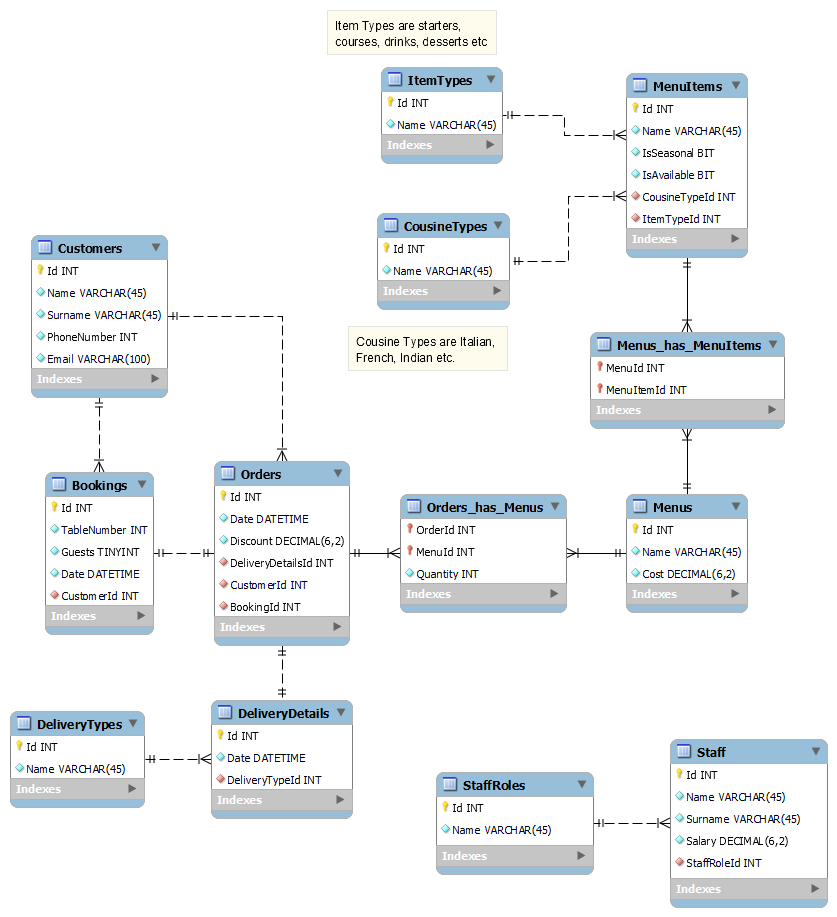 Item Types are starters,
courses, drinks, desserts etc
ItemTypes
Id INT
Name VARCHAR(45)
Indexes
MenuItems
Id INT
Name VARCHAR(45)
IsSeasonal BIT
IsAvailable BIT
CousineTypeId INT
ItemTypeId INT
Indexes
CousineTypes
Id INT
Name VARCHAR(45)
Indexes
Customers
Id INT
Name VARCHAR(45)
Surname VARCHAR(45)
PhoneNumber INT
Email VARCHAR(100)
Indexes
Cousine Types are Italian,
French, Indian etc.
Menus_has_MenuItems
MenuId INT
MenuItemId INT
Indexes
Bookings
Id INT
TableNumber INT
Guests TINYINT
Date DATETIME
CustomerId INT
Indexes
Orders
Id INT
Date DATETIME
Discount DECIMAL(6,2)
DeliveryDetailsId INT
CustomerId INT
BookingId INT
Indexes
Orders_has_Menus
OrderId INT
MenuId INT
Quantity INT
Indexes
Menus
Id INT
Name VARCHAR(45)
Cost DECIMAL(6,2)
Indexes
DeliveryTypes
Id INT
Name VARCHAR(45)
Indexes
DeliveryDetails
Id INT
Date DATETIME
DeliveryTypeId INT
Indexes
StaffRoles
Id INT
Name VARCHAR(45)
Indexes
Staff
Id INT
Name VARCHAR(45)
Surname VARCHAR(45)
Salary DECIMAL(6,2)
StaffRoleId INT
Indexes